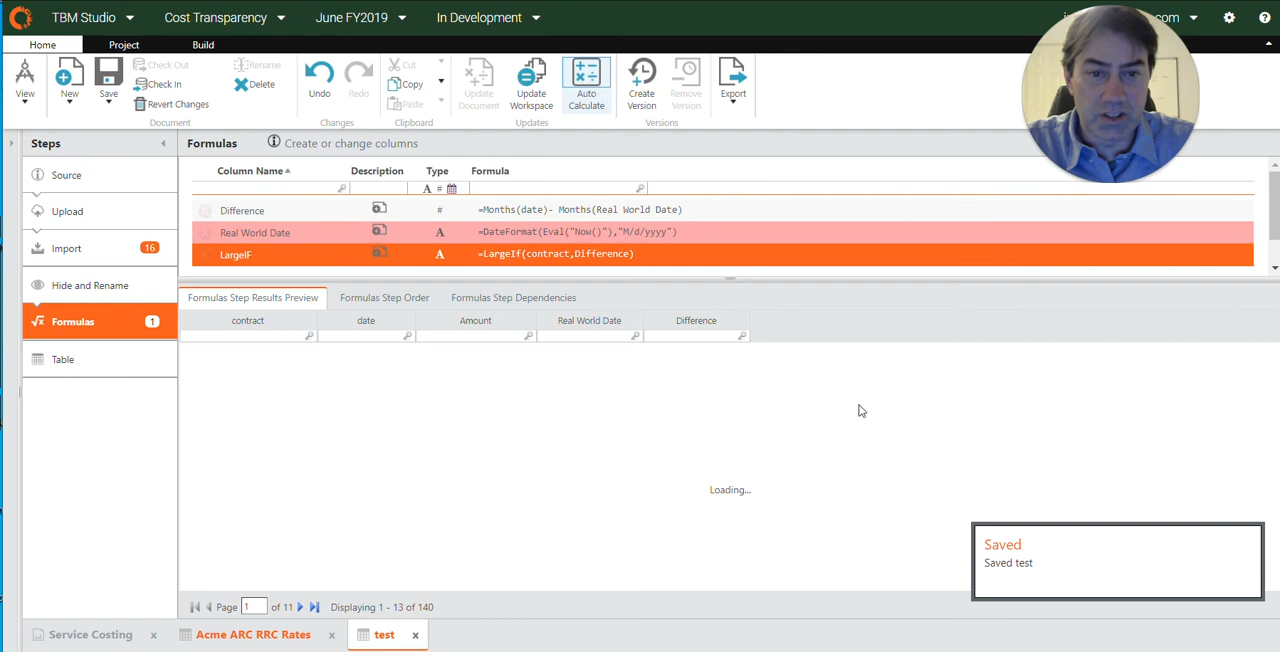 TBM Studio Cost Transparency June FY2019 In Development com
Home Project Build
View New Save Check Out Check In Revert Changes Document
Rename Delete
Undo Redo Changes
Cut Copy Paste Clipboard
Update Document Update Workspace Auto Calculate Updates
Create Version Remove Version Versions
Export
Steps Formulas Create or change columns
Source
Upload
Import 16
Hide and Rename
Formulas 1
Table
Column Name Description Type Formula
A #
Difference # =Months(date)- Months(Real World Date)
Real World Date A =DateFormat(Eval("Now()"),"M/d/yyyy")
LargeIF A =LargeIf(contract,Difference)
Formulas Step Results Preview Formulas Step Order Formulas Step Dependencies
contract date Amount Real World Date Difference
Loading...
Saved
Saved test
Page 1 of 11 Displaying 1 - 13 of 140
Service Costing x Acme ARC RRC Rates x test x